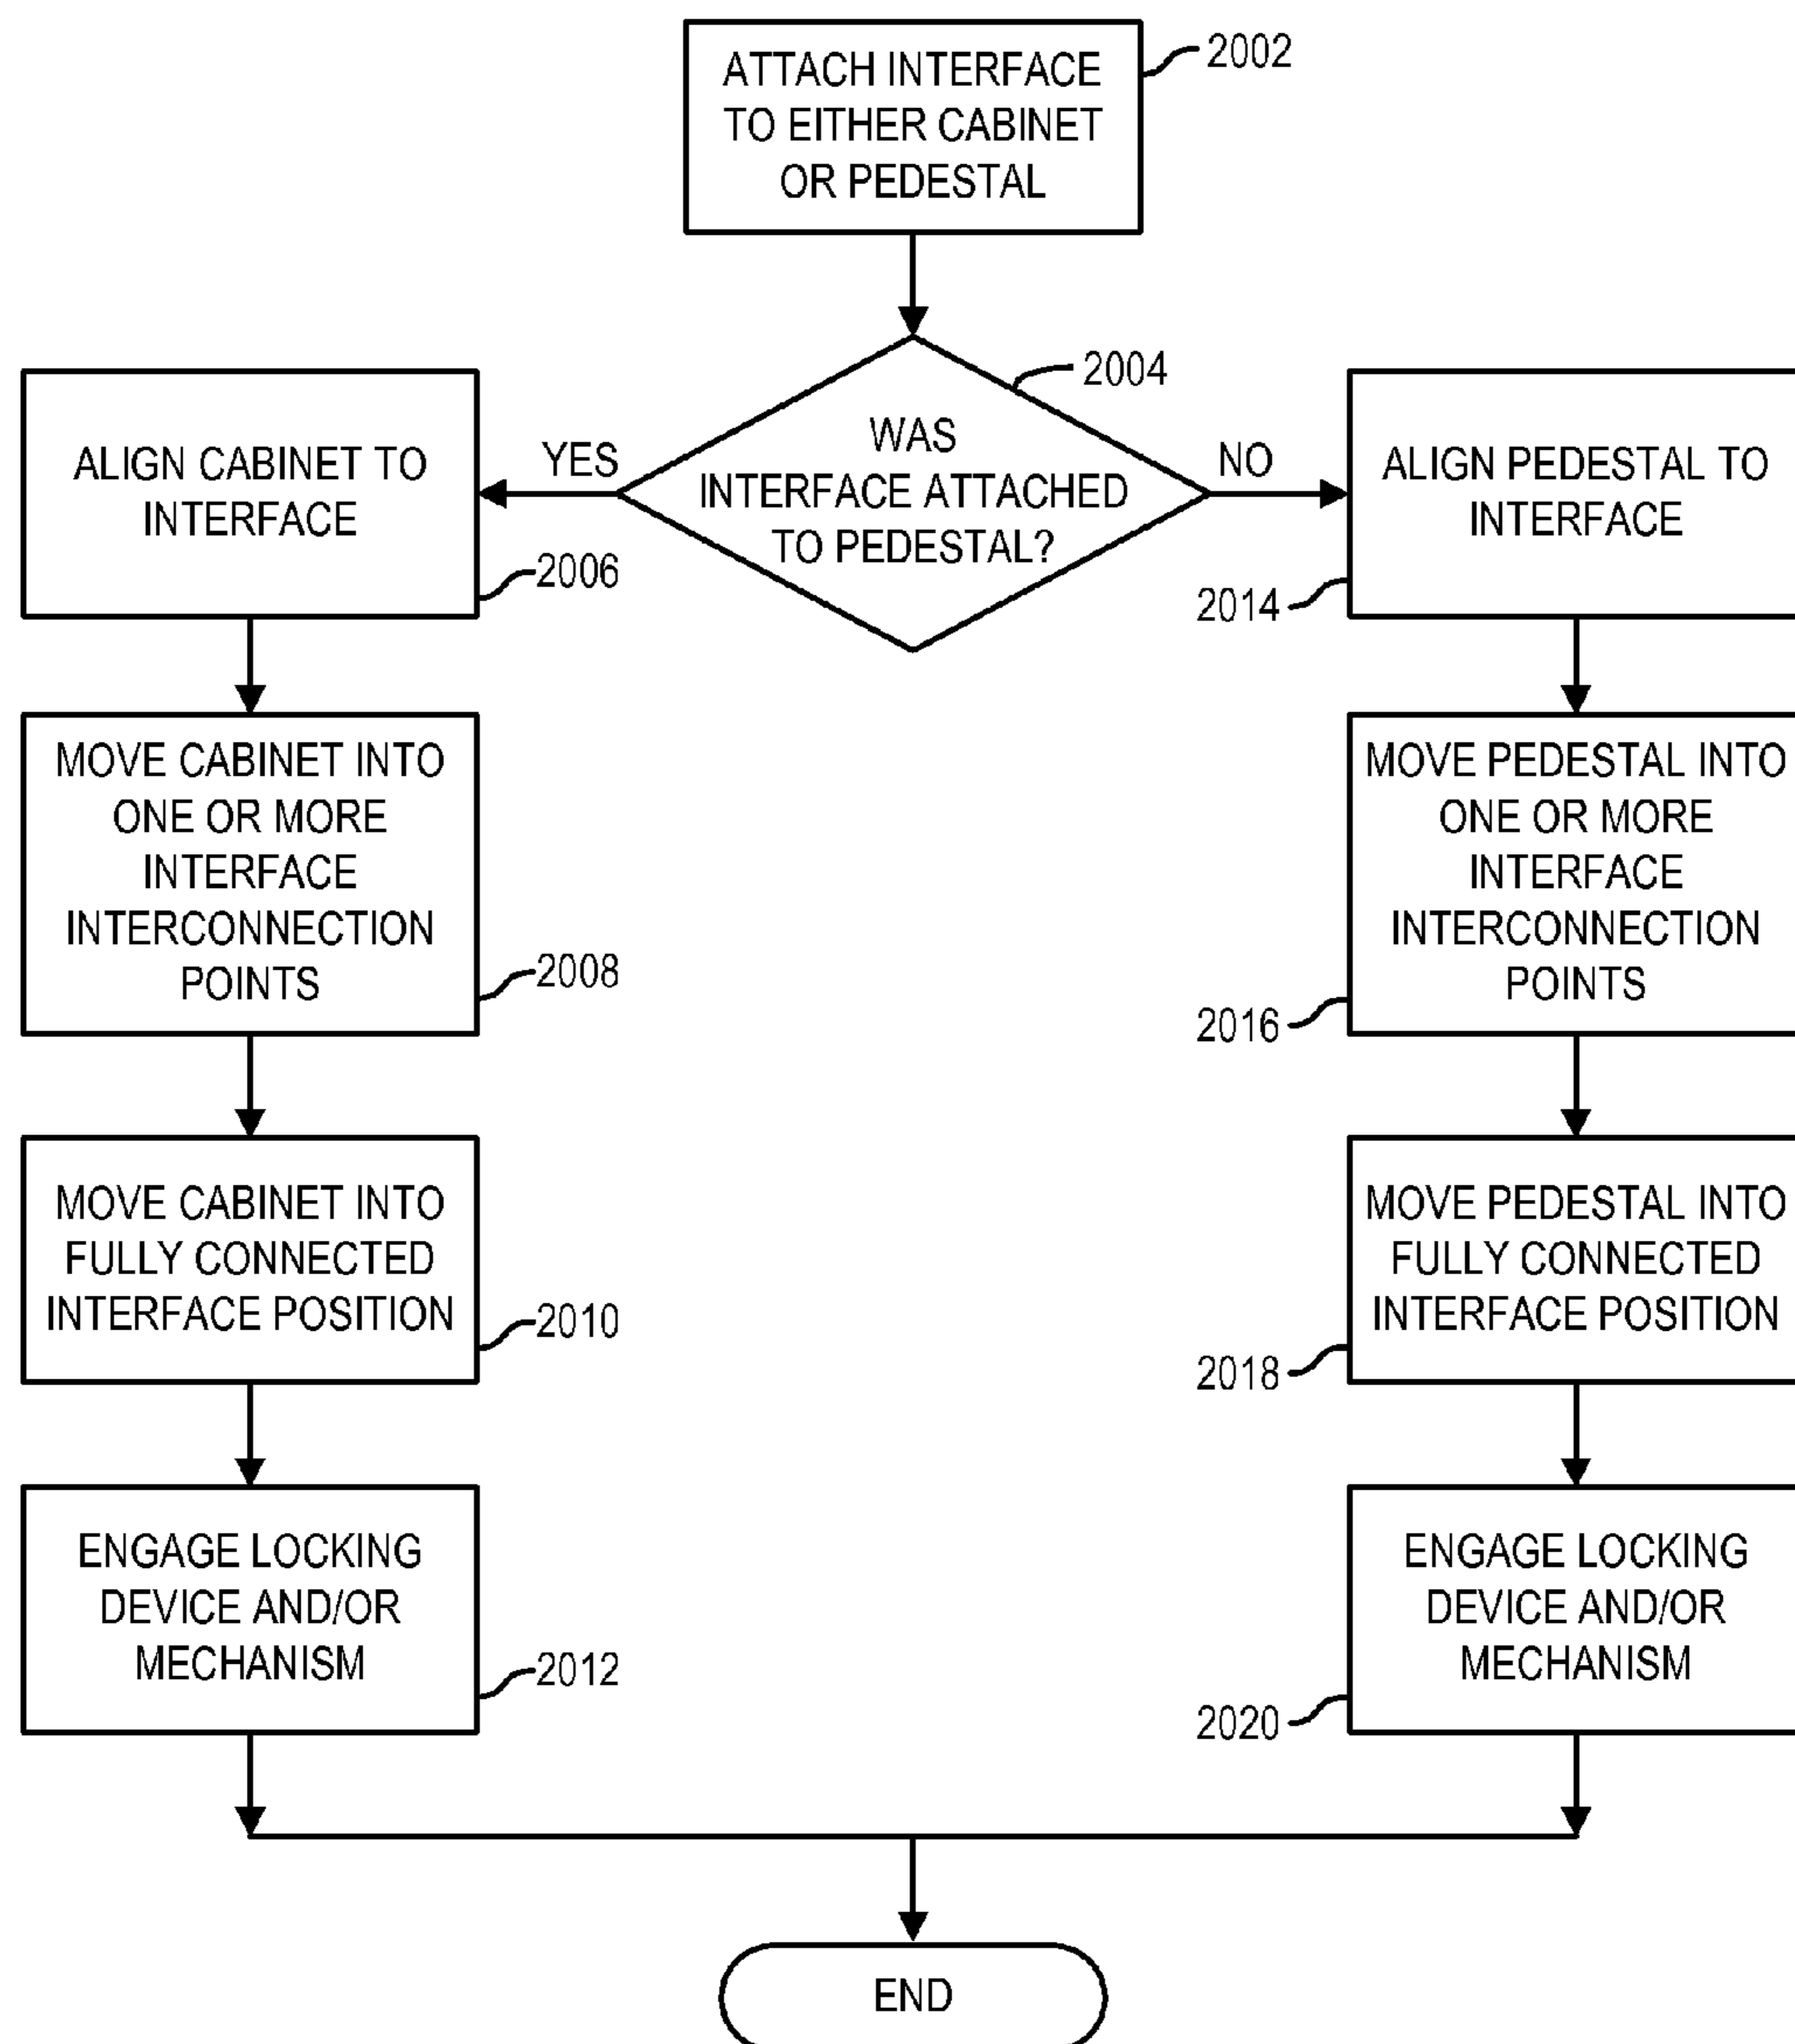 ATTACH INTERFACE
TO EITHER CABINET
OR PEDESTAL
2002
2004
WAS
INTERFACE ATTACHED
TO PEDESTAL?
YES
NO
ALIGN CABINET TO
INTERFACE
2006
MOVE CABINET INTO
ONE OR MORE
INTERFACE
INTERCONNECTION
POINTS
2008
MOVE CABINET INTO
FULLY CONNECTED
INTERFACE POSITION
2010
ENGAGE LOCKING
DEVICE AND/OR
MECHANISM
2012
ALIGN PEDESTAL TO
INTERFACE
2014
MOVE PEDESTAL INTO
ONE OR MORE
INTERFACE
INTERCONNECTION
POINTS
2016
MOVE PEDESTAL INTO
FULLY CONNECTED
INTERFACE POSITION
2018
ENGAGE LOCKING
DEVICE AND/OR
MECHANISM
2020
END